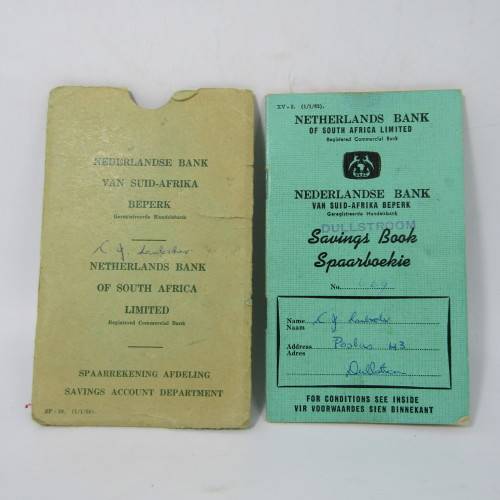 NEDERLANDSE BANK
VAN SUID-AFRIKA
BEPERK
Geregistreerde Handelsbank
NETHERLANDS BANK
OF SOUTH AFRICA
LIMITED
Registered Commercial Bank
SPAARREKENING AFDELING
SAVINGS ACCOUNT DEPARTMENT
NETHERLANDS BANK
OF SOUTH AFRICA LIMITED
Registered Commercial Bank
NEDERLANDSE BANK
VAN SUID-AFRIKA BEPERK
Geregistreerde Handelsbank
DULLSTROOM
Savings Book
Spaarboekie
No.
Name
Naam
Address Posbus 43
Adres
Dullstroom
FOR CONDITIONS SEE INSIDE
VIR VOORWAARDES SIEN BINNEKANT